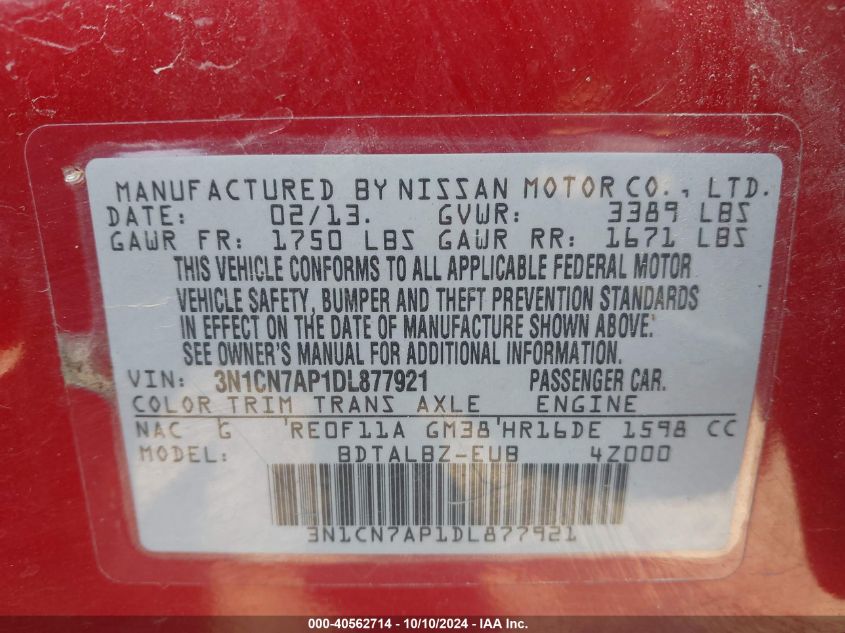 MANUFACTURED BY NISSAN MOTOR CO., LTD.
DATE: 02/13. GVWR: 3389 LBS
GAWR FR: 1750 LBS GAWR RR: 1671 LBS
THIS VEHICLE CONFORMS TO ALL APPLICABLE FEDERAL MOTOR
VEHICLE SAFETY, BUMPER AND THEFT PREVENTION STANDARDS
IN EFFECT ON THE DATE OF MANUFACTURE SHOWN ABOVE.
SEE OWNER'S MANUAL FOR ADDITIONAL INFORMATION.
VIN: 3N1CN7AP1DL877921 PASSENGER CAR.
COLOR TRIM TRANS AXLE ENGINE
NAC G RE0F11A GM38 HR16DE 1598 CC
MODEL: BDTALBZ-EUB 4Z000
3N1CN7AP1DL877921
000-40562714 - 10/10/2024 - IAA Inc.